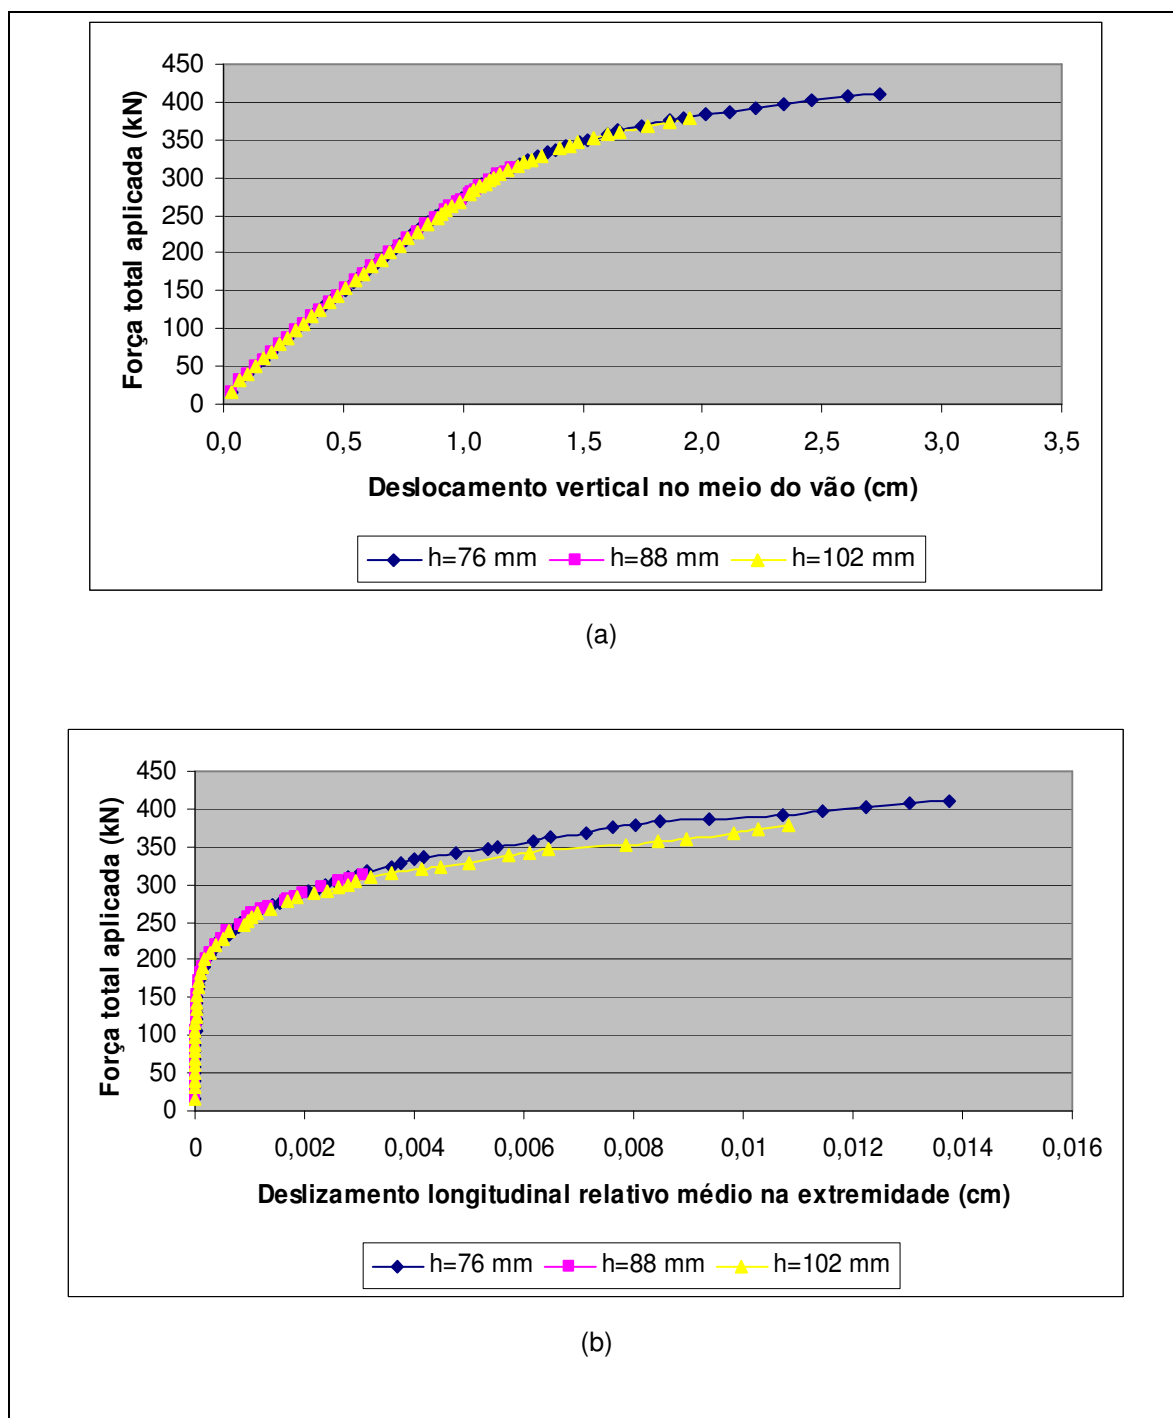 450
400
350
300
250
200
150
100
50
0
Força total aplicada (kN)
0,0 0,5 1,0 1,5 2,0 2,5 3,0 3,5
Deslocamento vertical no meio do vão (cm)
h=76 mm h=88 mm h=102 mm
(a)
450
400
350
300
250
200
150
100
50
0
Força total aplicada (kN)
0 0,002 0,004 0,006 0,008 0,01 0,012 0,014 0,016
Deslizamento longitudinal relativo médio na extremidade (cm)
h=76 mm h=88 mm h=102 mm
(b)